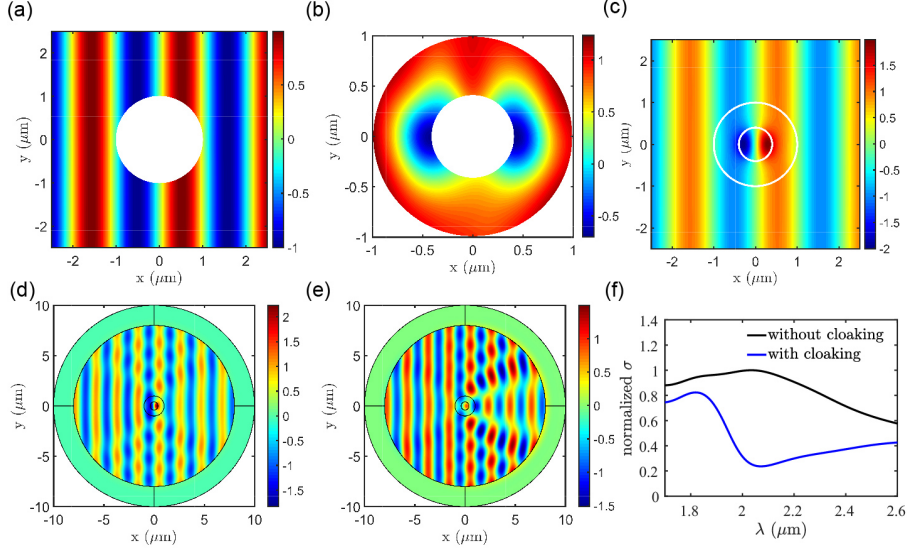 (a)
(b)
(c)
2
1
0
-1
-2
y (μm)
-2 -1 0 1 2
x (μm)
0.5
0
-0.5
-1
1
0.5
0
-0.5
-1
y (μm)
-1 -0.5 0 0.5 1
x (μm)
1
0.5
0
-0.5
2
1
0
-1
-2
y (μm)
-2 -1 0 1 2
x (μm)
1.5
1
0.5
0
-0.5
-1
-1.5
-2
(d)
(e)
(f)
10
5
0
-5
-10
y (μm)
-10 -5 0 5 10
x (μm)
2
1.5
1
0.5
0
-0.5
-1
-1.5
10
5
0
-5
-10
y (μm)
-10 -5 0 5 10
x (μm)
1
0.5
0
-0.5
-1
-1.5
1.4
1.2
1
0.8
0.6
0.4
0.2
0
normalized σ
without cloaking
with cloaking
1.8 2 2.2 2.4 2.6
λ (μm)